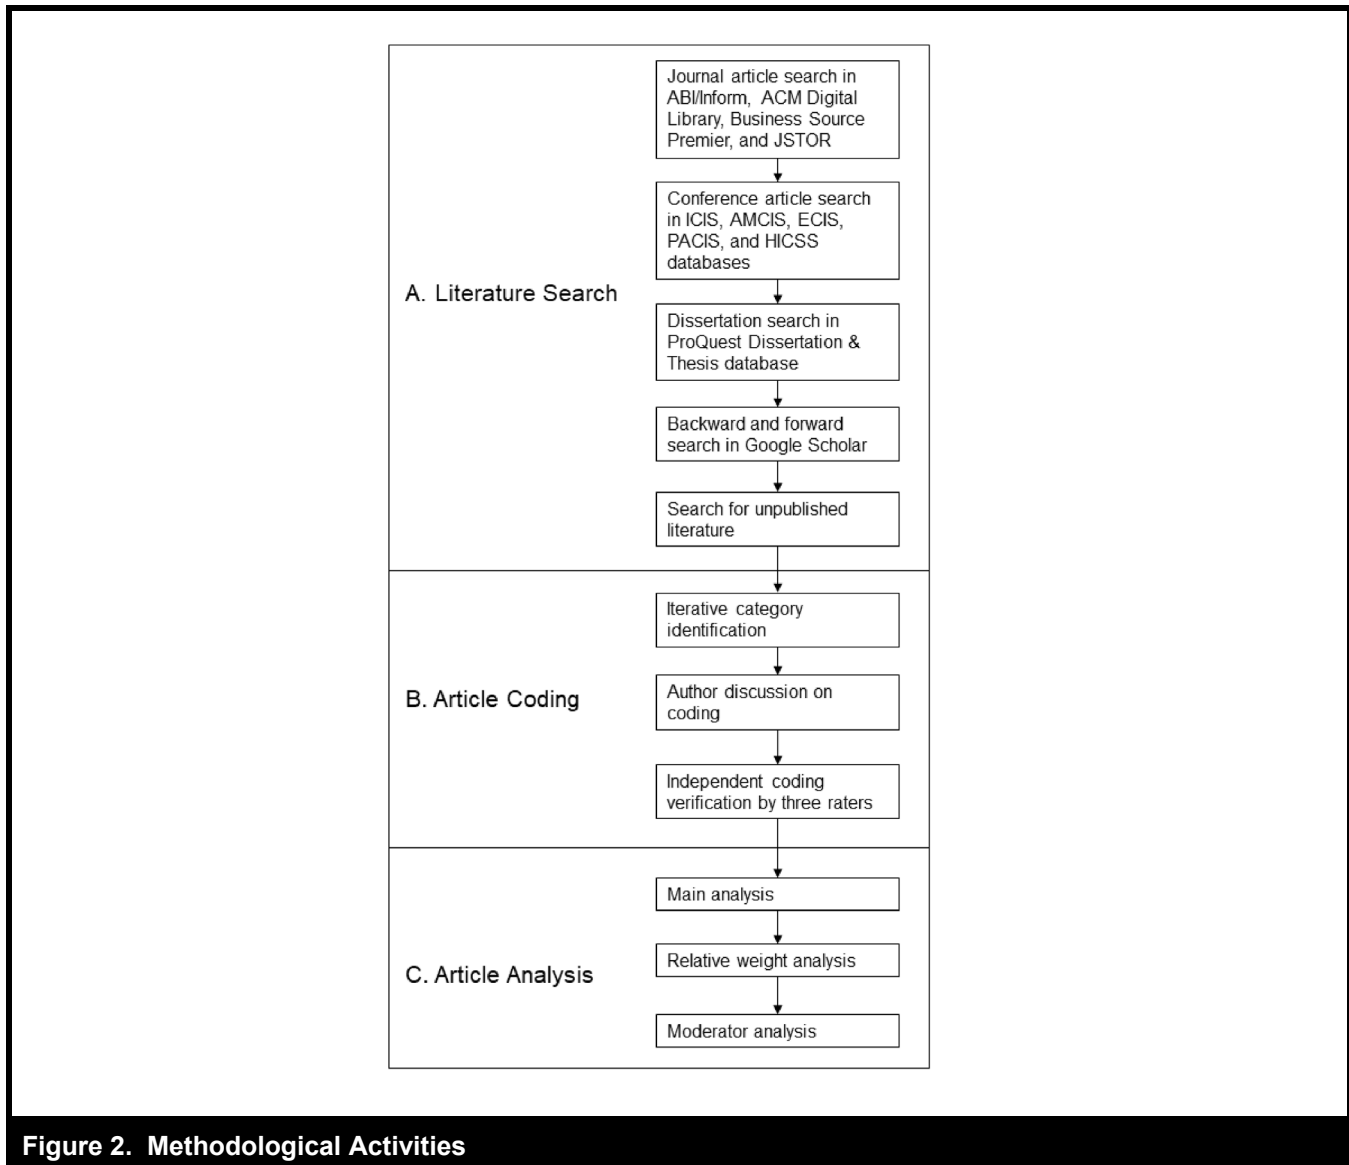 Journal article search in
ABI/Inform, ACM Digital
Library, Business Source
Premier, and JSTOR
Conference article search
in ICIS, AMCIS, ECIS,
PACIS, and HICSS
databases
A. Literature Search
Dissertation search in
ProQuest Dissertation &
Thesis database
Backward and forward
search in Google Scholar
Search for unpublished
literature
Iterative category
identification
B. Article Coding
Author discussion on
coding
Independent coding
verification by three raters
Main analysis
C. Article Analysis
Relative weight analysis
Moderator analysis
Figure 2. Methodological Activities